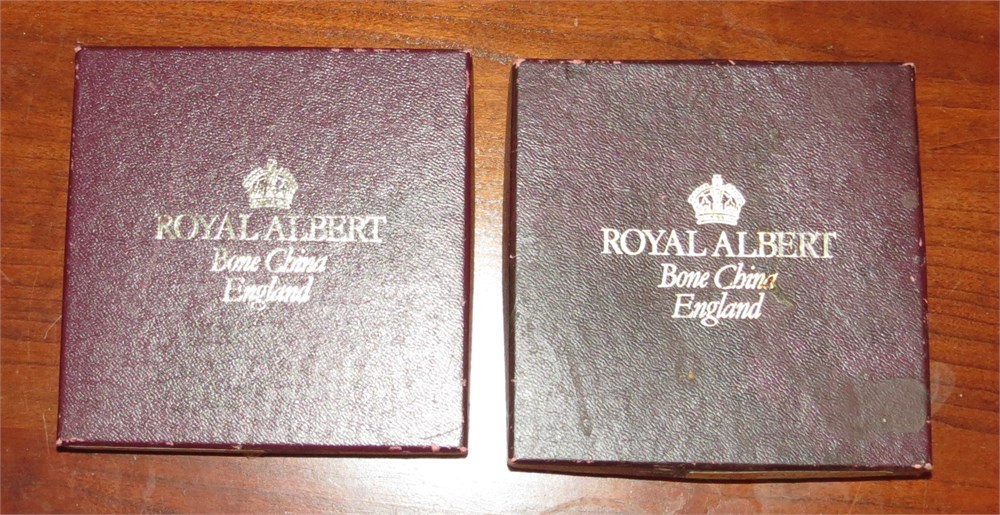 ROYAL ALBERT
Bone China
England
ROYAL ALBERT
Bone China
England